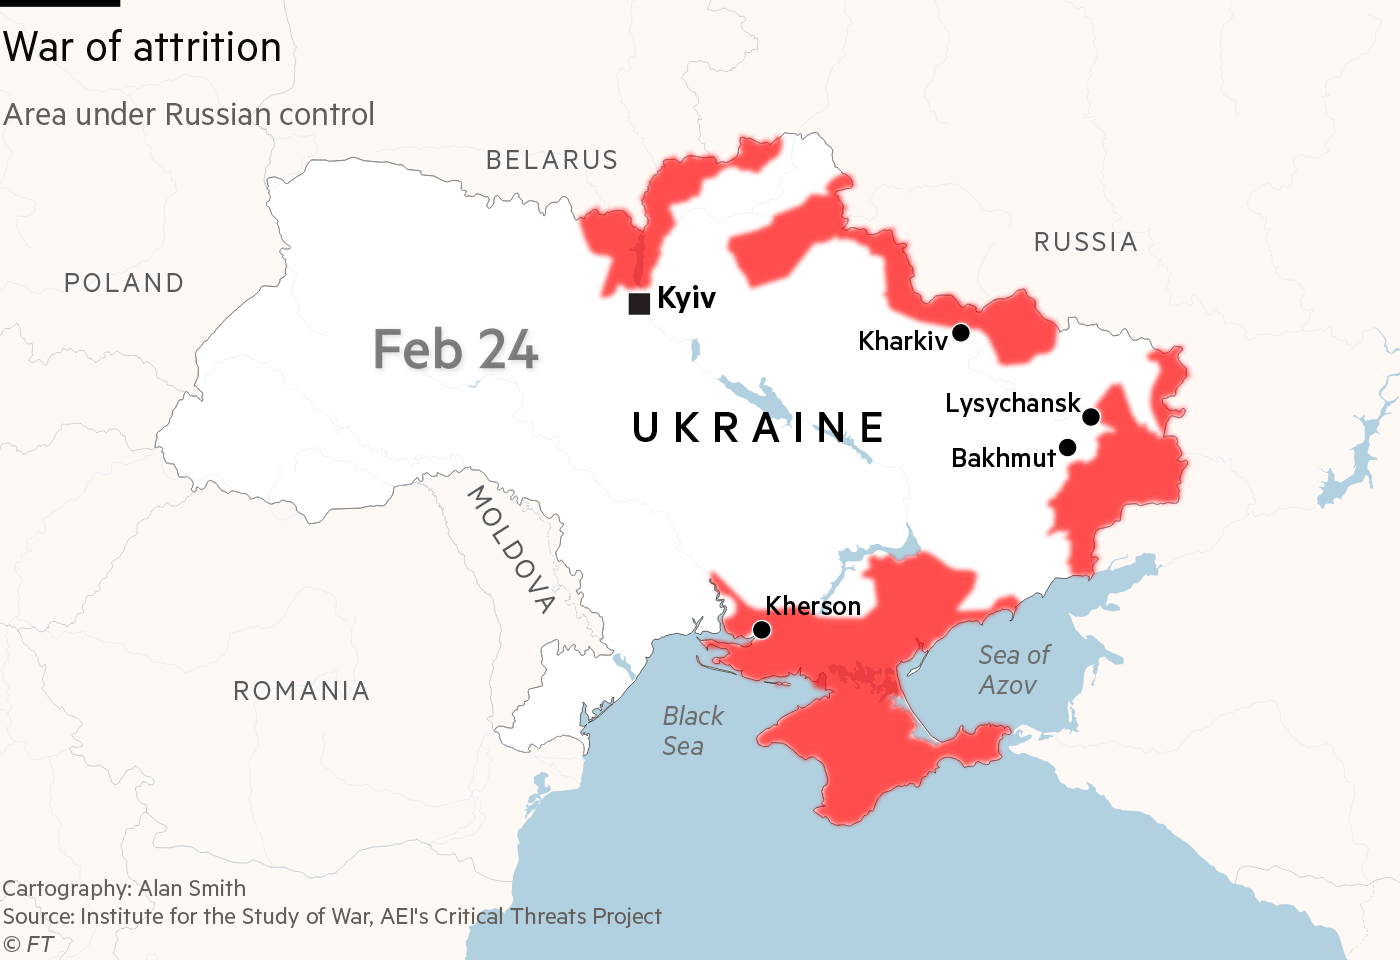 War of attrition
Area under Russian control
BELARUS
RUSSIA
POLAND
Kyiv
Feb 24
Kharkiv
UKRAINE
Lysychansk
Bakhmut
MOLDOVA
Kherson
Sea of
Azov
ROMANIA
Black
Sea
Cartography: Alan Smith
Source: Institute for the Study of War, AEI's Critical Threats Project
© FT